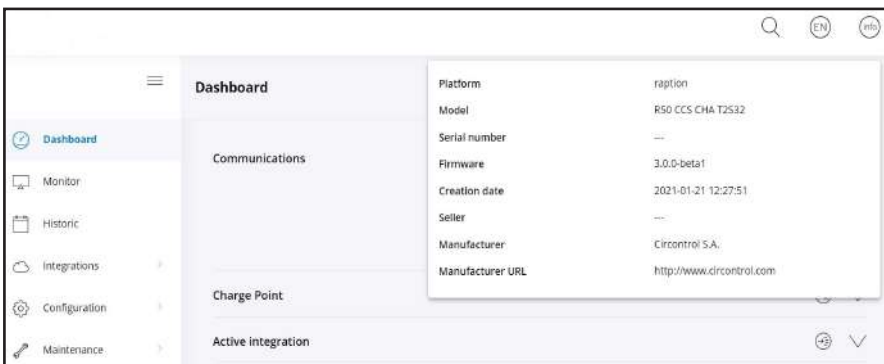 EN info
Dashboard
Platform raption
Model R50 CCS CHA T2S32
Serial number ---
Firmware 3.0.0-beta1
Creation date 2021-01-21 12:27:51
Seller ---
Manufacturer Circontrol S.A.
Manufacturer URL http://www.circontrol.com
Dashboard
Monitor
Historic
Integrations
Configuration
Maintenance
Communications
Charge Point
Active integration